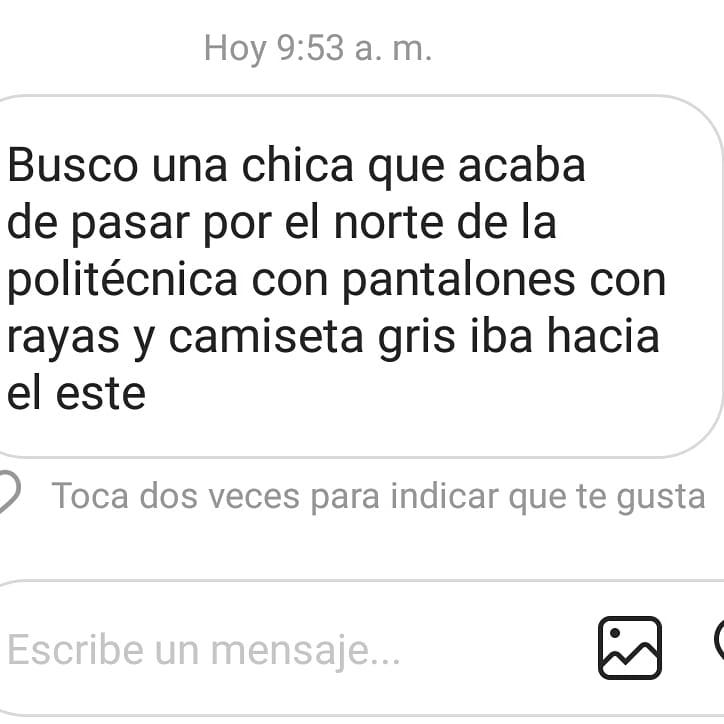 Hoy 9:53 a. m.
Busco una chica que acaba
de pasar por el norte de la
politécnica con pantalones con
rayas y camiseta gris iba hacia
el este
Toca dos veces para indicar que te gusta
Escribe un mensaje...